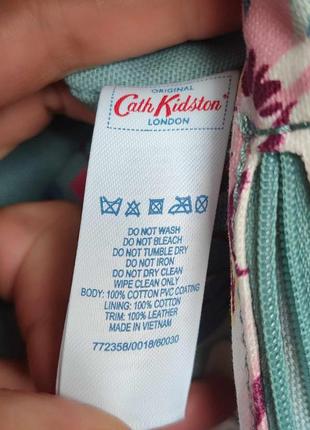 ORIGINAL
Cath Kidston
LONDON
DO NOT WASH
DO NOT BLEACH
DO NOT TUMBLE DRY
DO NOT IRON
DO NOT DRY CLEAN
WIPE CLEAN ONLY
BODY: 100% COTTON PVC COATING
LINING: 100% COTTON
TRIM: 100% LEATHER
MADE IN VIETNAM
772358/0018/60030